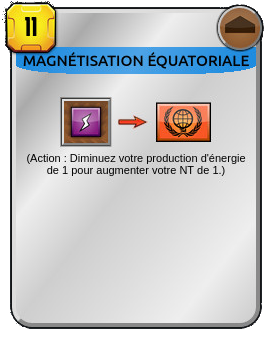 11
MAGNÉTISATION ÉQUATORIALE
(Action : Diminuez votre production d'énergie
de 1 pour augmenter votre NT de 1.)